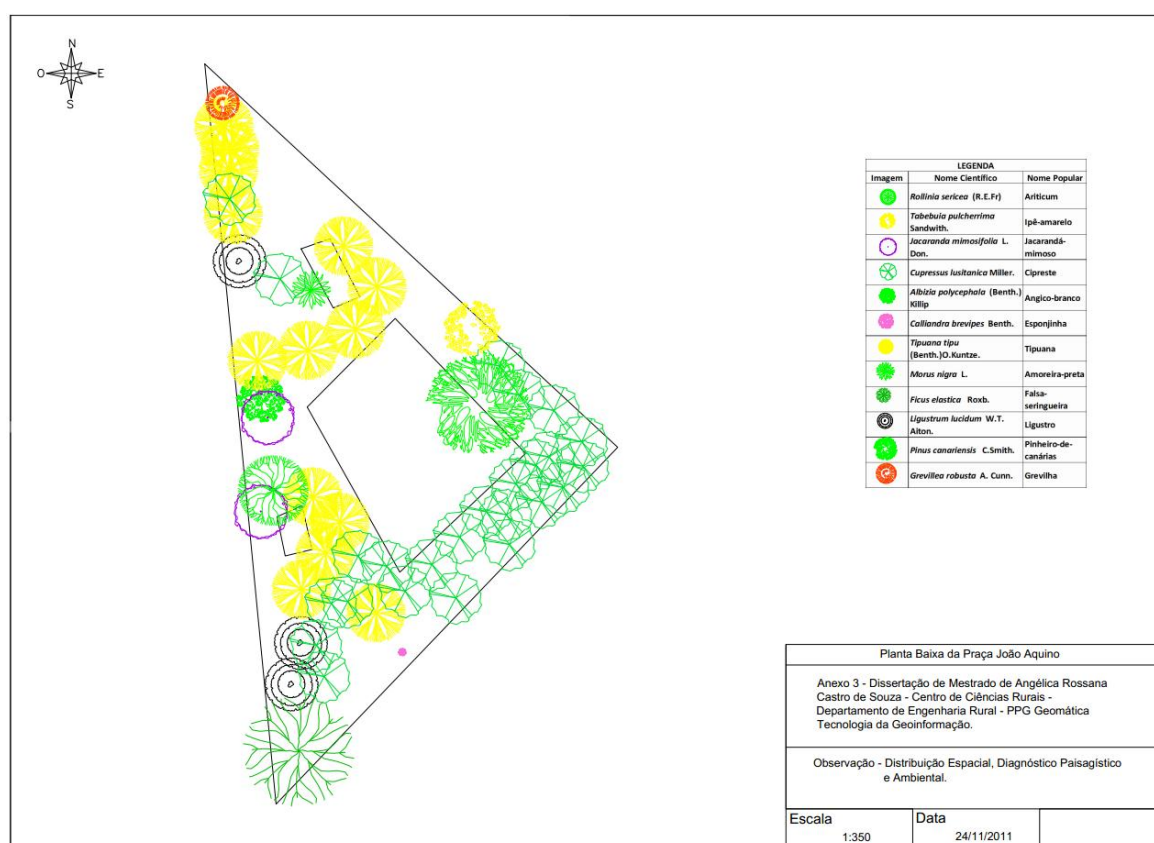 N
O E
S
LEGENDA
Imagem Nome Científico Nome Popular
Rollinia sericea (R.E.Fr) Ariticum
Tabebuia pulcherrima
Sandwith.
Ipê-amarelo
Jacaranda mimosifolia L.
Don.
Jacarandá-
mimoso
Cupressus lusitanica Miller. Cipreste
Albizia polycephala (Benth.)
Killip
Angico-branco
Calliandra brevipes Benth. Esponjinha
Tipuana tipu
(Benth.)O.Kuntze.
Tipuana
Morus nigra L. Amoreira-preta
Ficus elastica Roxb.
Falsa-
seringueira
Ligustrum lucidum W.T.
Aiton.
Ligustro
Pinus canariensis C.Smith.
Pinheiro-de-
canárias
Grevillea robusta A. Cunn. Grevilha
Planta Baixa da Praça João Aquino
Anexo 3 - Dissertação de Mestrado de Angélica Rossana
Castro de Souza - Centro de Ciências Rurais -
Departamento de Engenharia Rural - PPG Geomática
Tecnologia da Geoinformação.
Observação - Distribuição Espacial, Diagnóstico Paisagístico
e Ambiental.
Escala Data
1:350 24/11/2011